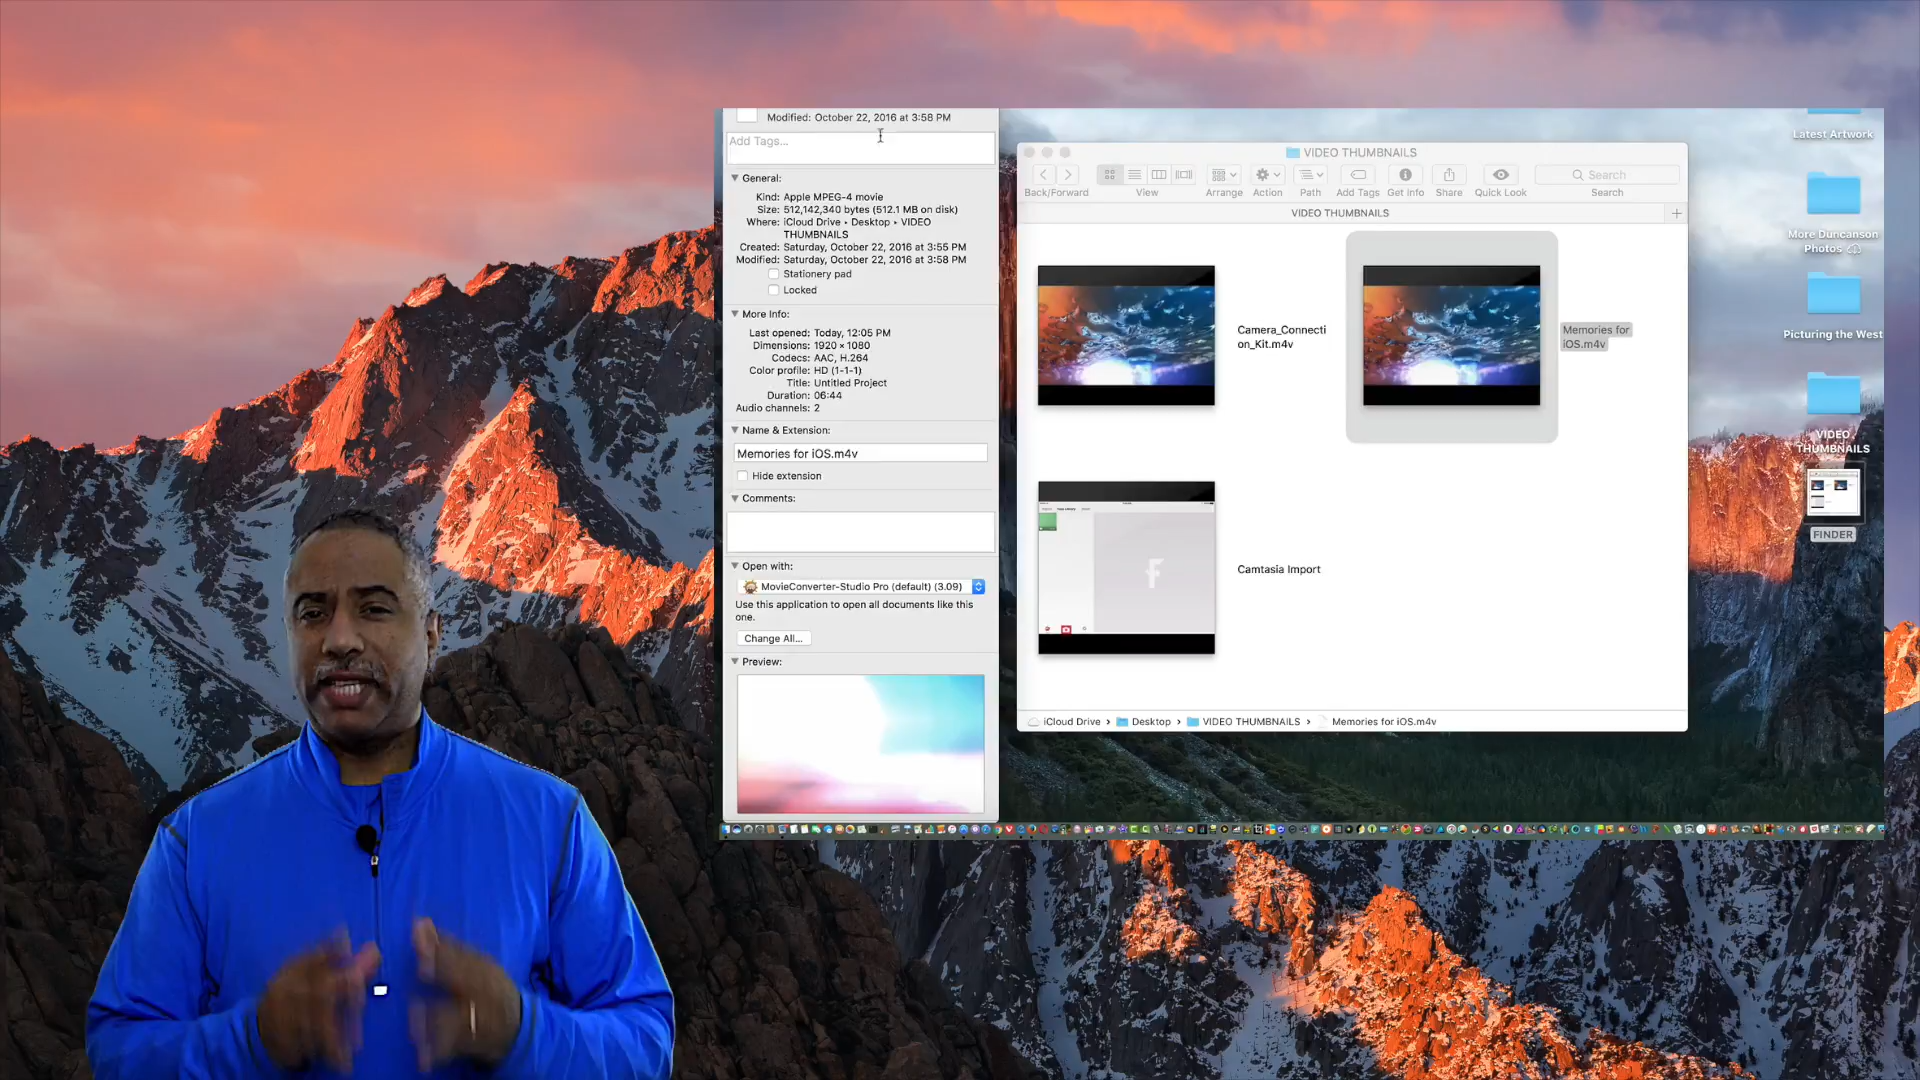 Modified: October 22, 2016 at 3:58 PM
Add Tags...
General:
Kind: Apple MPEG-4 movie
Size: 512,142,340 bytes (512.1 MB on disk)
Where: iCloud Drive ▸ Desktop ▸ VIDEO
THUMBNAILS
Created: Saturday, October 22, 2016 at 3:55 PM
Modified: Saturday, October 22, 2016 at 3:58 PM
Stationery pad
Locked
More Info:
Last opened: Today, 12:05 PM
Dimensions: 1920 × 1080
Codecs: AAC, H.264
Color profile: HD (1-1-1)
Title: Untitled Project
Duration: 06:44
Audio channels: 2
Name & Extension:
Memories for iOS.m4v
Hide extension
Comments:
Open with:
MovieConverter-Studio Pro (default) (3.09)
Use this application to open all documents like this
one.
Change All...
Preview:
VIDEO THUMBNAILS
Search
Back/Forward View Arrange Action Path Add Tags Get Info Share Quick Look Search
VIDEO THUMBNAILS
Camera_Connecti
on_Kit.m4v
Memories for
iOS.m4v
Camtasia Import
iCloud Drive › Desktop › VIDEO THUMBNAILS › Memories for iOS.m4v
Latest Artwork
More Duncanson
Photos
Picturing the West
VIDEO
THUMBNAILS
FINDER